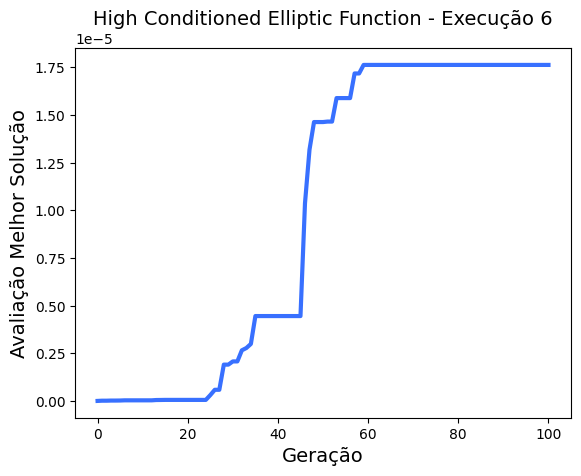 High Conditioned Elliptic Function - Execução 6
1e−5
1.75
1.50
1.25
1.00
0.75
0.50
0.25
0.00
Avaliação Melhor Solução
0 20 40 60 80 100
Geração